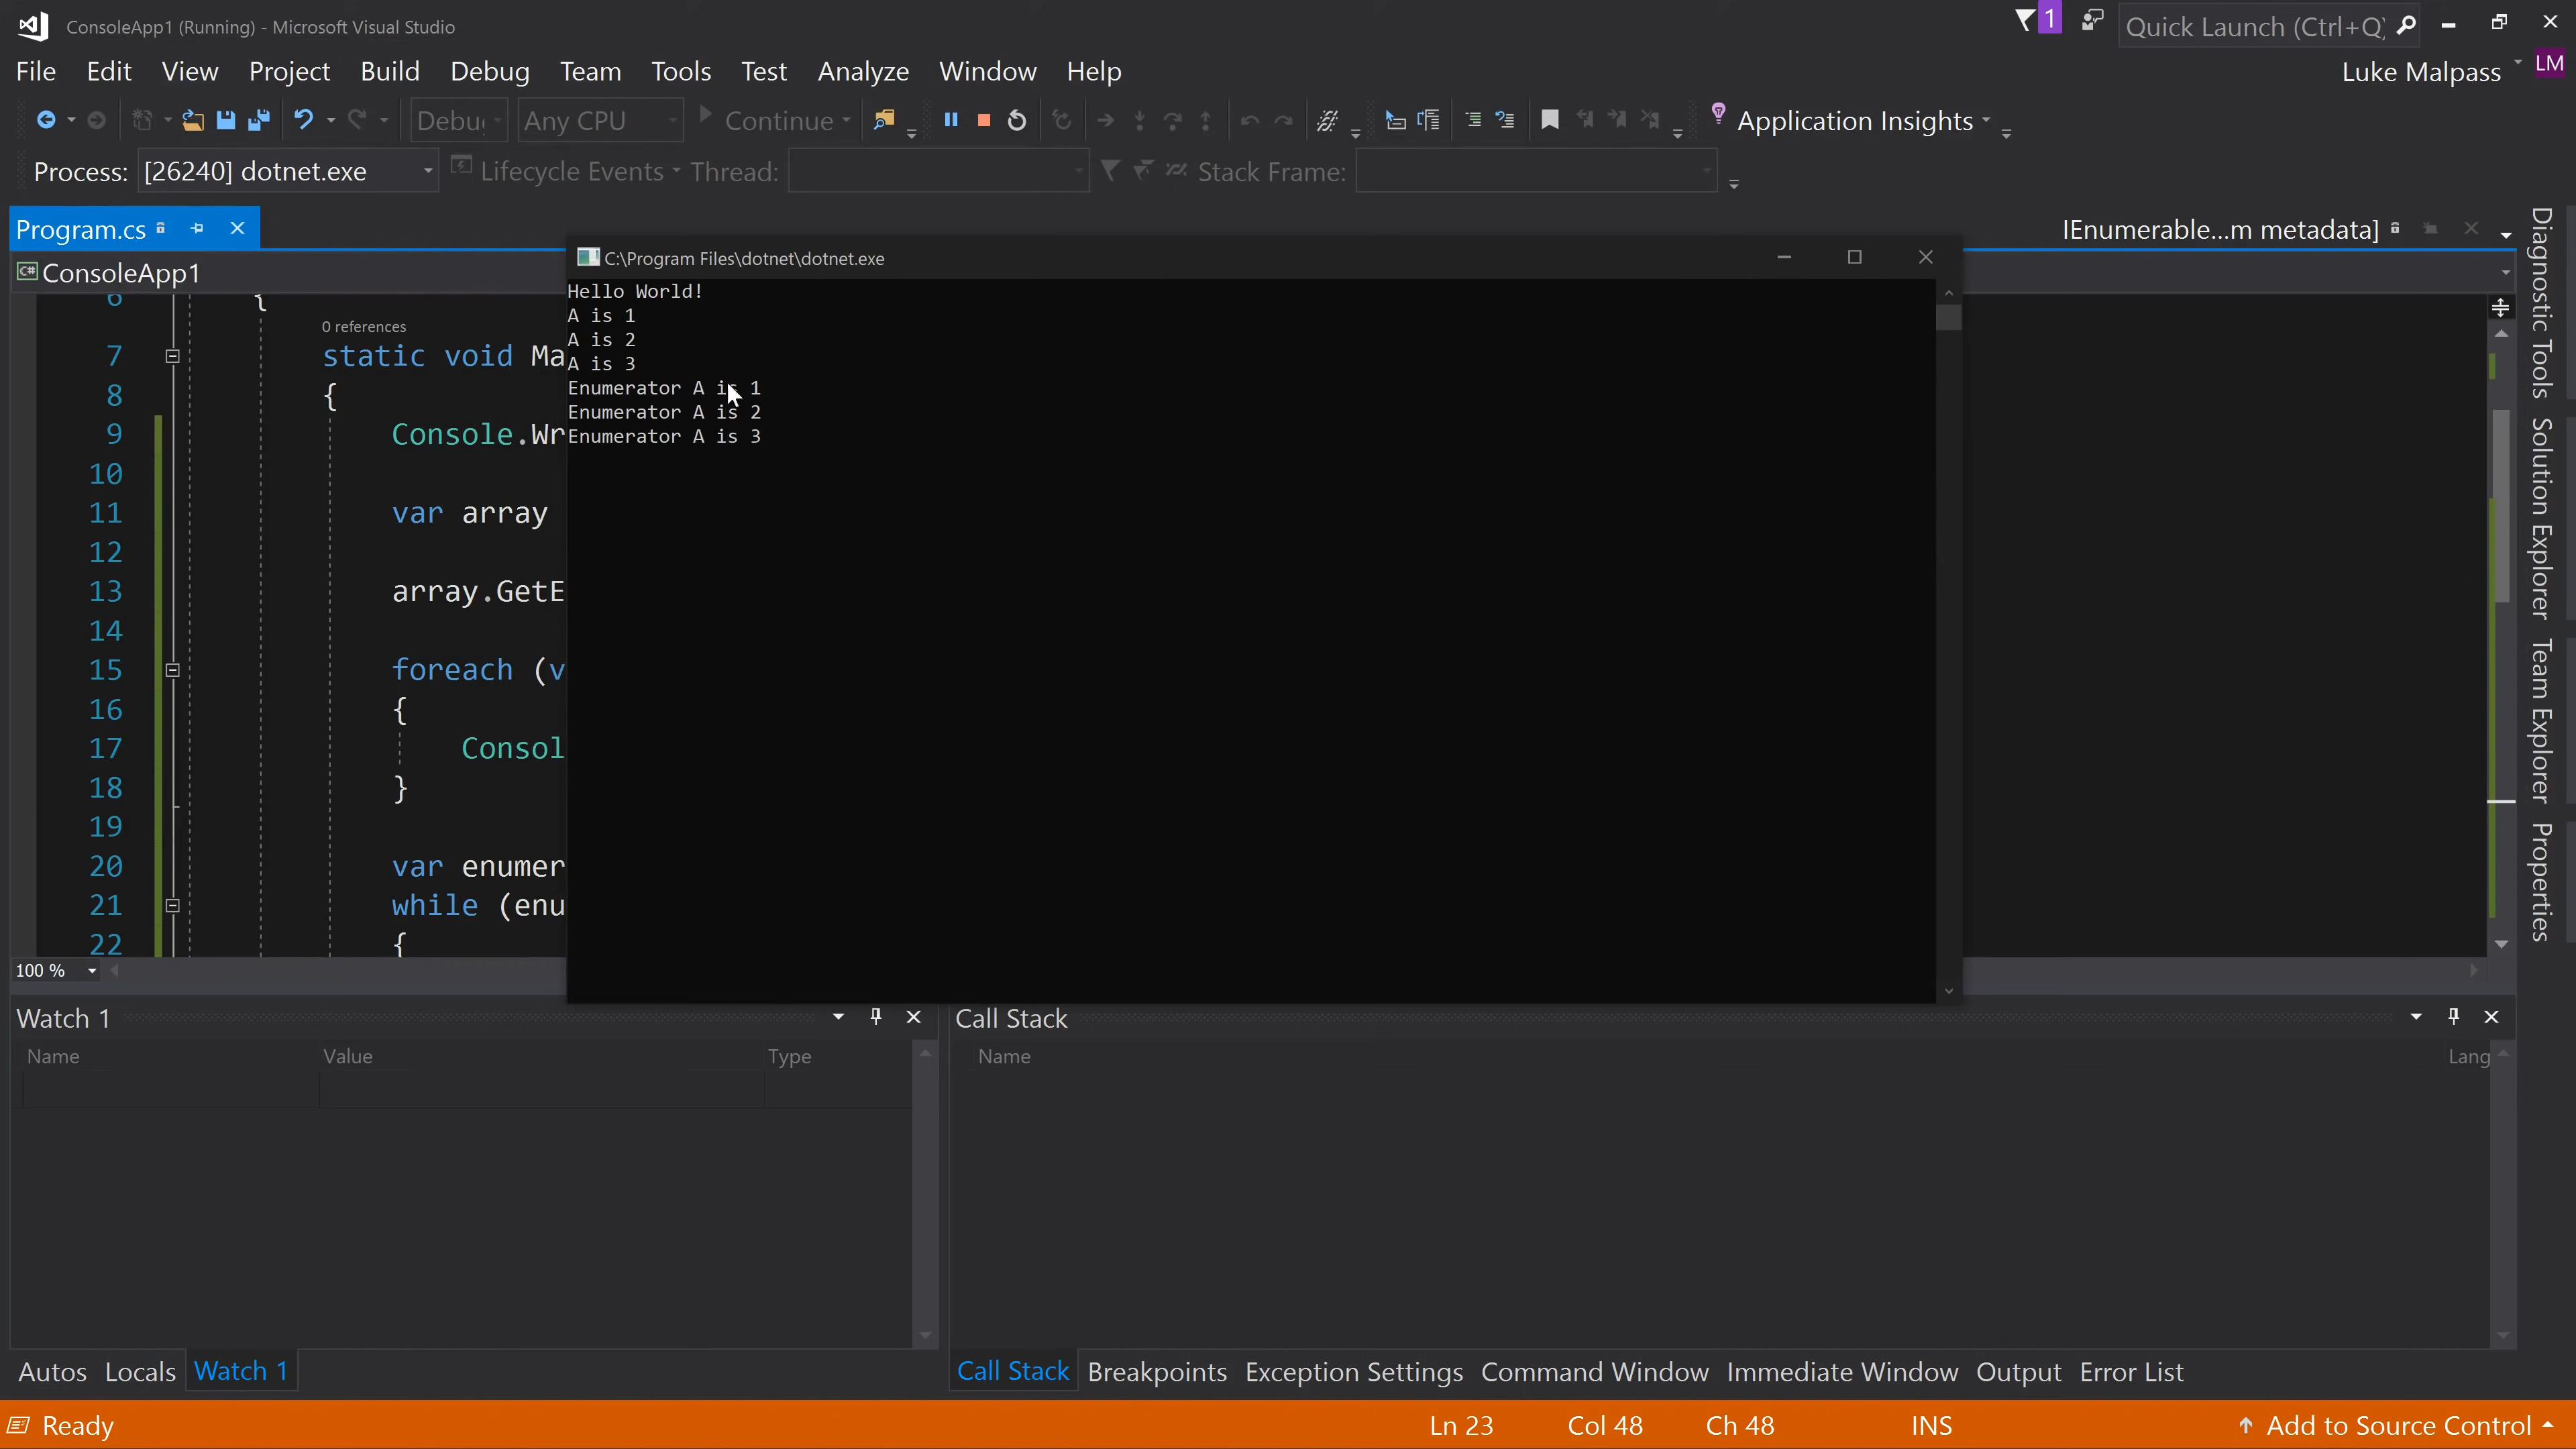 ConsoleApp1 (Running) - Microsoft Visual Studio
1
Quick Launch (Ctrl+Q)
File Edit View Project Build Debug Team Tools Test Analyze Window Help
Luke Malpass LM
Any CPU Continue Application Insights
Process: [26240] dotnet.exe Lifecycle Events Thread: Stack Frame:
Program.cs
IEnumerable...m metadata]
C# ConsoleApp1
C:\Program Files\dotnet\dotnet.exe
Hello World!
A is 1
A is 2
A is 3
Enumerator A is 1
Enumerator A is 2
Enumerator A is 3
6 {
0 references
7 static void Ma
8 {
9 Console.Wr
10
11 var array
12
13 array.GetE
14
15 foreach (v
16 {
17 Consol
18 }
19
20 var enumer
21 while (enu
22 {
100 %
Diagnostic Tools
Solution Explorer
Team Explorer
Properties
Watch 1
Name Value Type
Call Stack
Name Lang
Autos Locals Watch 1
Call Stack Breakpoints Exception Settings Command Window Immediate Window Output Error List
Ready Ln 23 Col 48 Ch 48 INS Add to Source Control